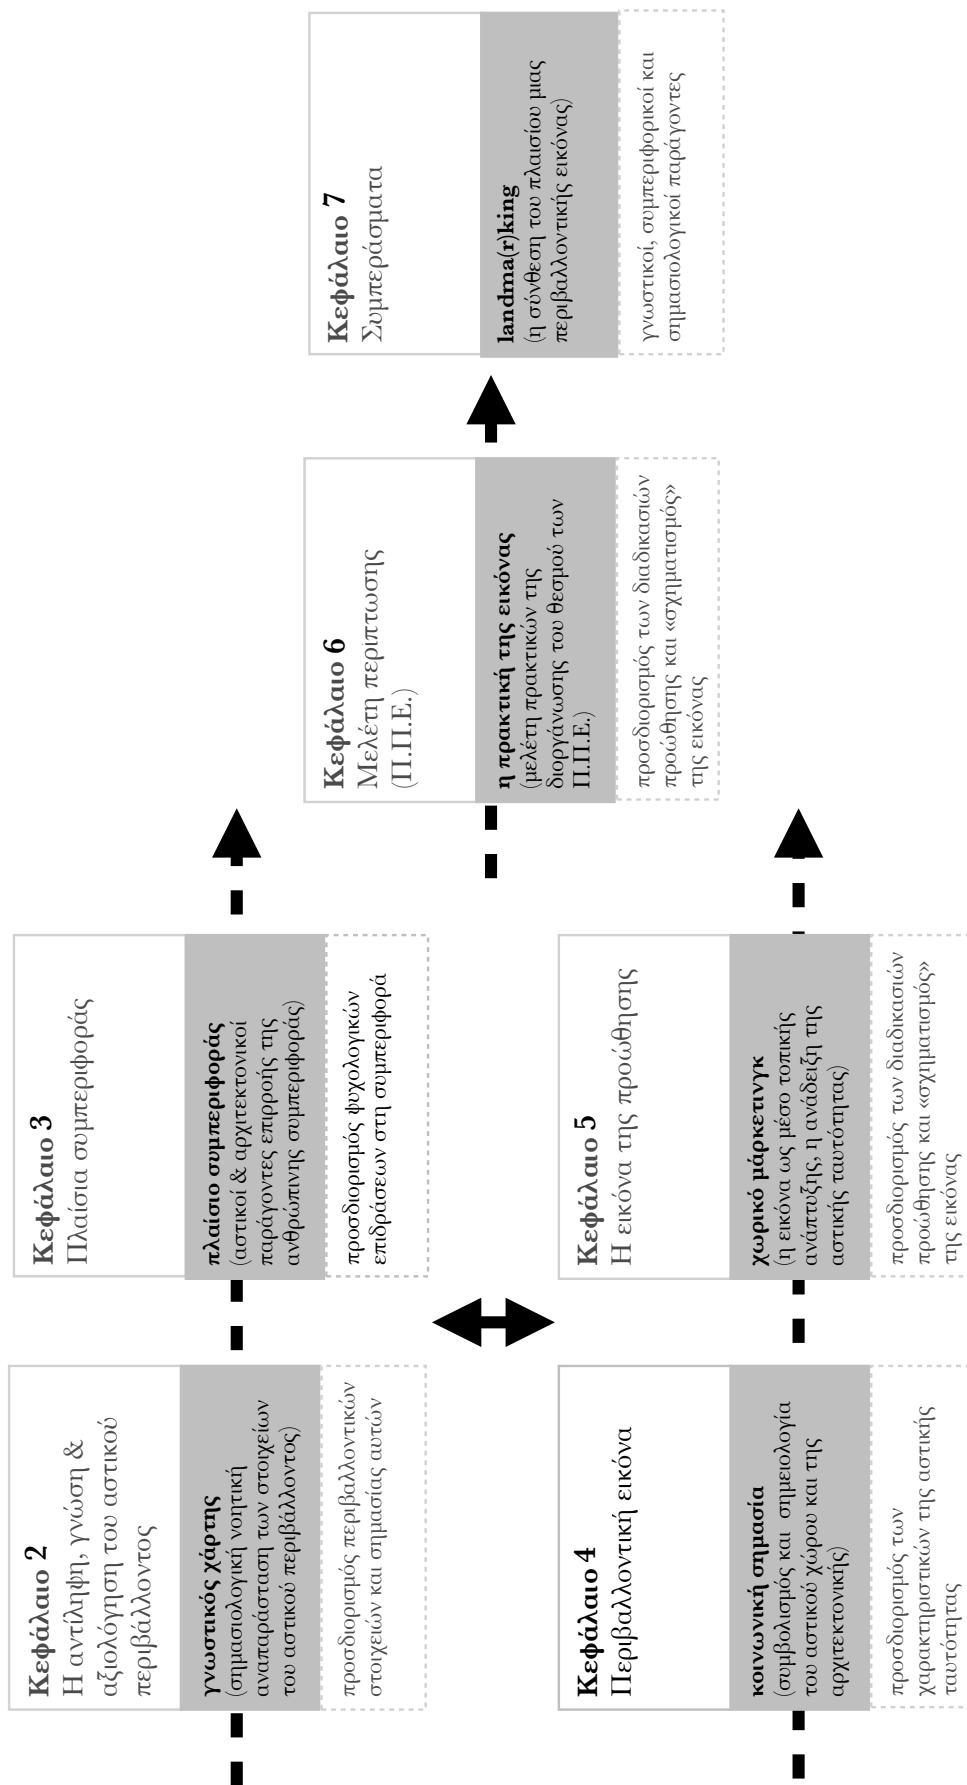 Κεφάλαιο 2
Η αντίληψη, γνώση &
αξιολόγηση του αστικού
περιβάλλοντος
γνωστικός χάρτης
(σημασιολογική νοητική
αναπαράσταση των στοιχείων
του αστικού περιβάλλοντος)
προσδιορισμός περιβαλλοντικών
στοιχειών και σημασίας αυτών
Κεφάλαιο 3
Πλαίσια συμπεριφοράς
πλαίσιο συμπεριφοράς
(αστικοί & αρχιτεκτονικοί
παράγοντες επιρροής της
ανθρώπινης συμπεριφοράς)
προσδιορισμός ψυχολογικών
επιδράσεων στη συμπεριφορά
Κεφάλαιο 4
Περιβαλλοντική εικόνα
κοινωνική σημασία
(συμβολισμός και σημειολογία
του αστικού χώρου και της
αρχιτεκτονικής)
προσδιορισμός των
χαρακτηριστικών της αστικής
ταυτότητας
Κεφάλαιο 5
Η εικόνα της προώθησης
χωρικό μάρκετινγκ
(η εικόνα ως μέσο τοπικής
ανάπτυξης, η ανάδειξη της
αστικής ταυτότητας)
προσδιορισμός των διαδικασιών
προώθησης και «σχηματισμός»
της εικόνας
Κεφάλαιο 6
Μελέτη περίπτωσης
(Π.Π.Ε.)
η πρακτική της εικόνας
(μελέτη πρακτικών της
διοργάνωσης του θεσμού των
Π.Π.Ε.)
προσδιορισμός των διαδικασιών
προώθησης και «σχηματισμός»
της εικόνας
Κεφάλαιο 7
Συμπεράσματα
landma(r)king
(η σύνθεση του πλαισίου μιας
περιβαλλοντικής εικόνας)
γνωστικοί, συμπεριφορικοί και
σημασιολογικοί παράγοντες